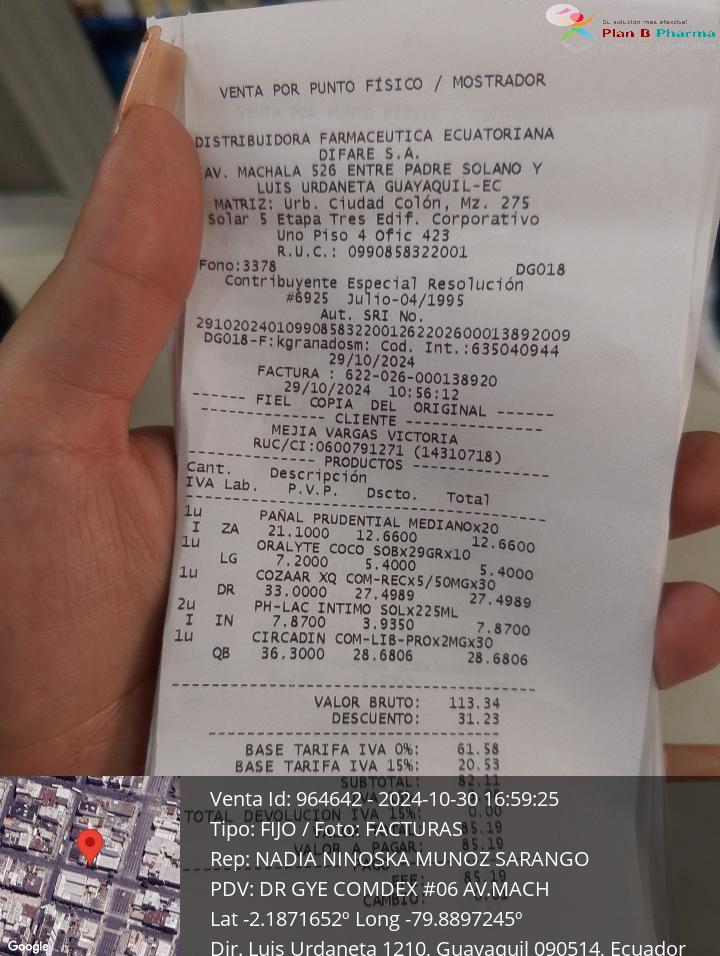 Su solucion mas efectiva!
Plan B Pharma
VENTA POR PUNTO FÍSICO / MOSTRADOR
DISTRIBUIDORA FARMACEUTICA ECUATORIANA
DIFARE S.A.
AV. MACHALA 526 ENTRE PADRE SOLANO Y
LUIS URDANETA GUAYAQUIL-EC
MATRIZ: Urb. Ciudad Colón, Mz. 275
Solar 5 Etapa Tres Edif. Corporativo
Uno Piso 4 Ofic 423
R.U.C.: 0990858322001
Fono:3378 DG018
Contribuyente Especial Resolución
#6925 Julio-04/1995
Aut. SRI No.
2910202401099085832200126220260001389​2009
DG018-F:kgranadosm: Cod. Int.:635040944
29/10/2024
FACTURA : 622-026-000138920
29/10/2024 10:56:12
------ FIEL COPIA DEL ORIGINAL ------
---------------- CLIENTE ----------------
MEJIA VARGAS VICTORIA
RUC/CI:0600791271 (14310718)
--------------- PRODUCTOS ---------------
Cant. Descripción
IVA Lab. P.V.P. Dscto. Total
1u PAÑAL PRUDENTIAL MEDIANOx20
I ZA 21.1000 12.6600 12.6600
1u ORALYTE COCO SOBx29GRx10
LG 7.2000 5.4000 5.4000
1u COZAAR XQ COM-RECx5/50MGx30
DR 33.0000 27.4989 27.4989
2u PH-LAC INTIMO SOLx225ML
I IN 7.8700 3.9350 7.8700
1u CIRCADIN COM-LIB-PROx2MGx30
QB 36.3000 28.6806 28.6806
VALOR BRUTO: 113.34
DESCUENTO: 31.23
BASE TARIFA IVA 0%: 61.58
BASE TARIFA IVA 15%: 20.53
SUBTOTAL: 82.11
TOTAL DEVOLUCION IVA 15%: 0.00
85.19
VALOR A PAGAR: 85.19
85.19
CAMBIO:
Venta Id: 964642 - 2024-10-30 16:59:25
Tipo: FIJO / Foto: FACTURAS
Rep: NADIA NINOSKA MUNOZ SARANGO
PDV: DR GYE COMDEX #06 AV.MACH
Lat -2.1871652º Long -79.8897245º
Dir. Luis Urdaneta 1210, Guayaquil 090514, Ecuador
Google